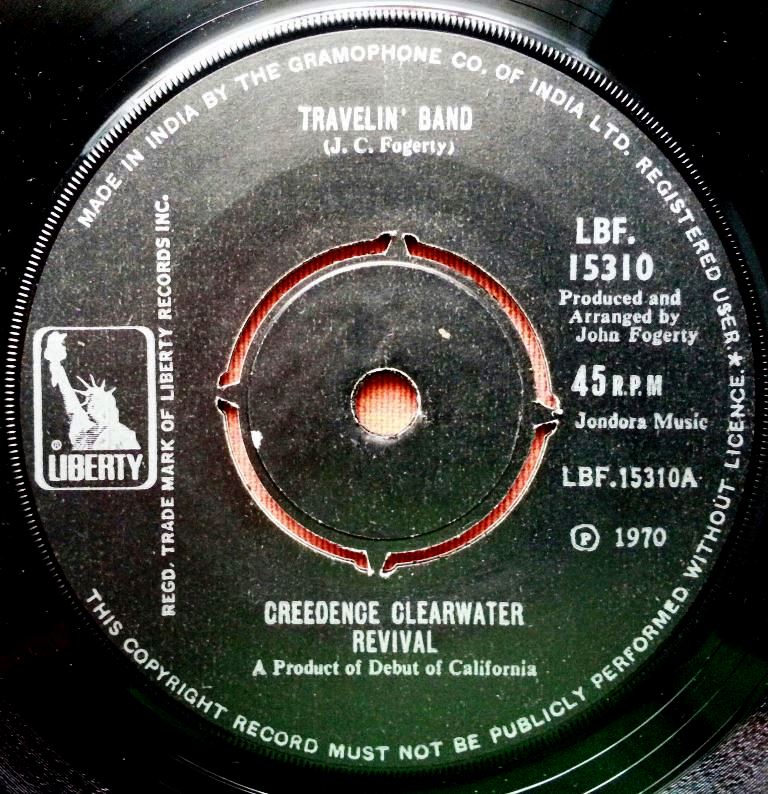 MADE IN INDIA BY THE GRAMOPHONE CO. OF INDIA LTD. REGISTERED USER.★
TRAVELIN' BAND
(J. C. Fogerty)
LBF.
15310
Produced and
Arranged by
John Fogerty
45 R.P.M
Jondora Music
LBF.15310A
Ⓟ 1970
® LIBERTY
REGD. TRADE MARK OF LIBERTY RECORDS INC.
CREEDENCE CLEARWATER
REVIVAL
A Product of Debut of California
THIS COPYRIGHT RECORD MUST NOT BE PUBLICLY PERFORMED WITHOUT LICENCE.